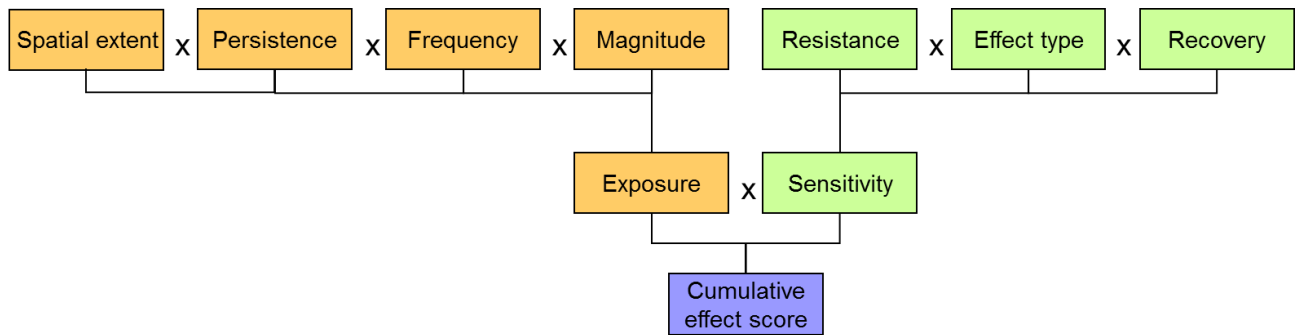 Spatial extent x Persistence x Frequency x Magnitude Resistance x Effect type x Recovery
Exposure x Sensitivity
Cumulative
effect score